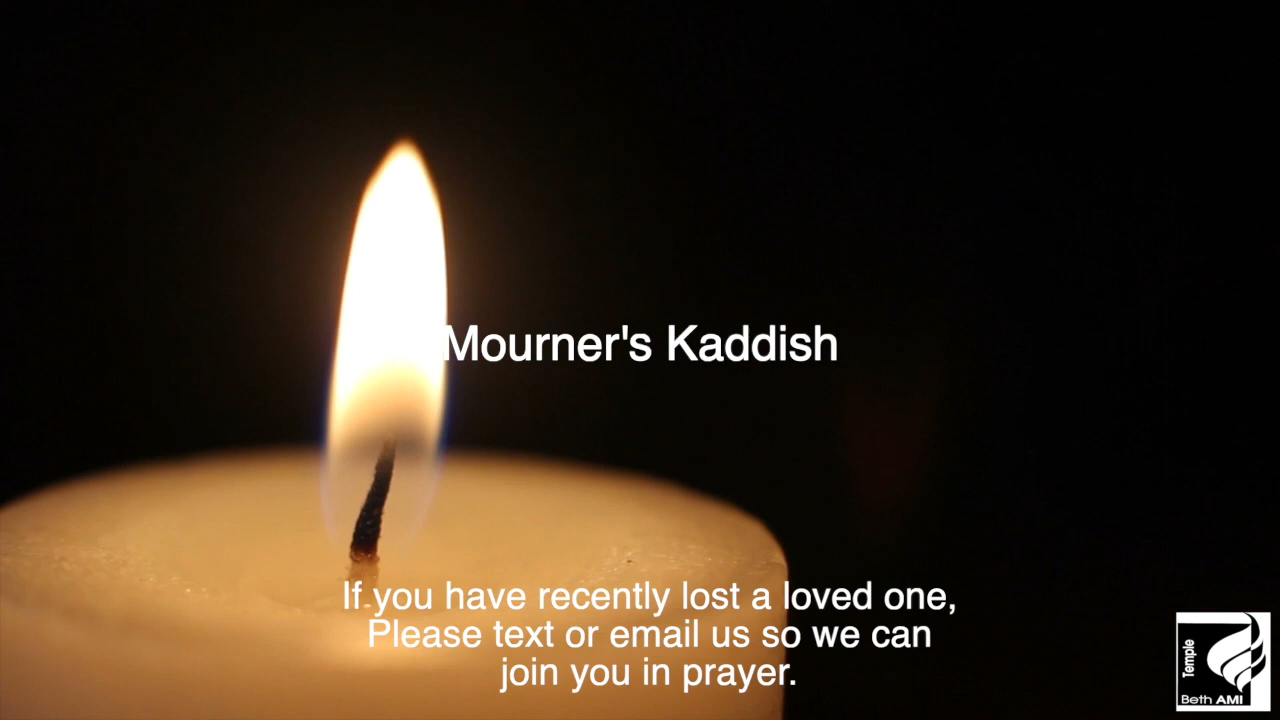 Mourner's Kaddish
If you have recently lost a loved one,
Please text or email us so we can
join you in prayer.
Temple
Beth AMI